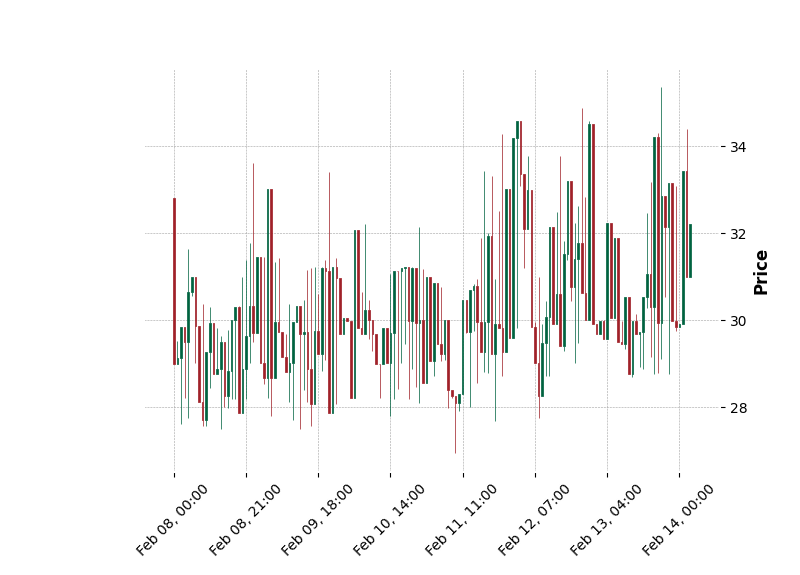 34
32
30
28
Price
Feb 08, 00:00
Feb 08, 21:00
Feb 09, 18:00
Feb 10, 14:00
Feb 11, 11:00
Feb 12, 07:00
Feb 13, 04:00
Feb 14, 00:00